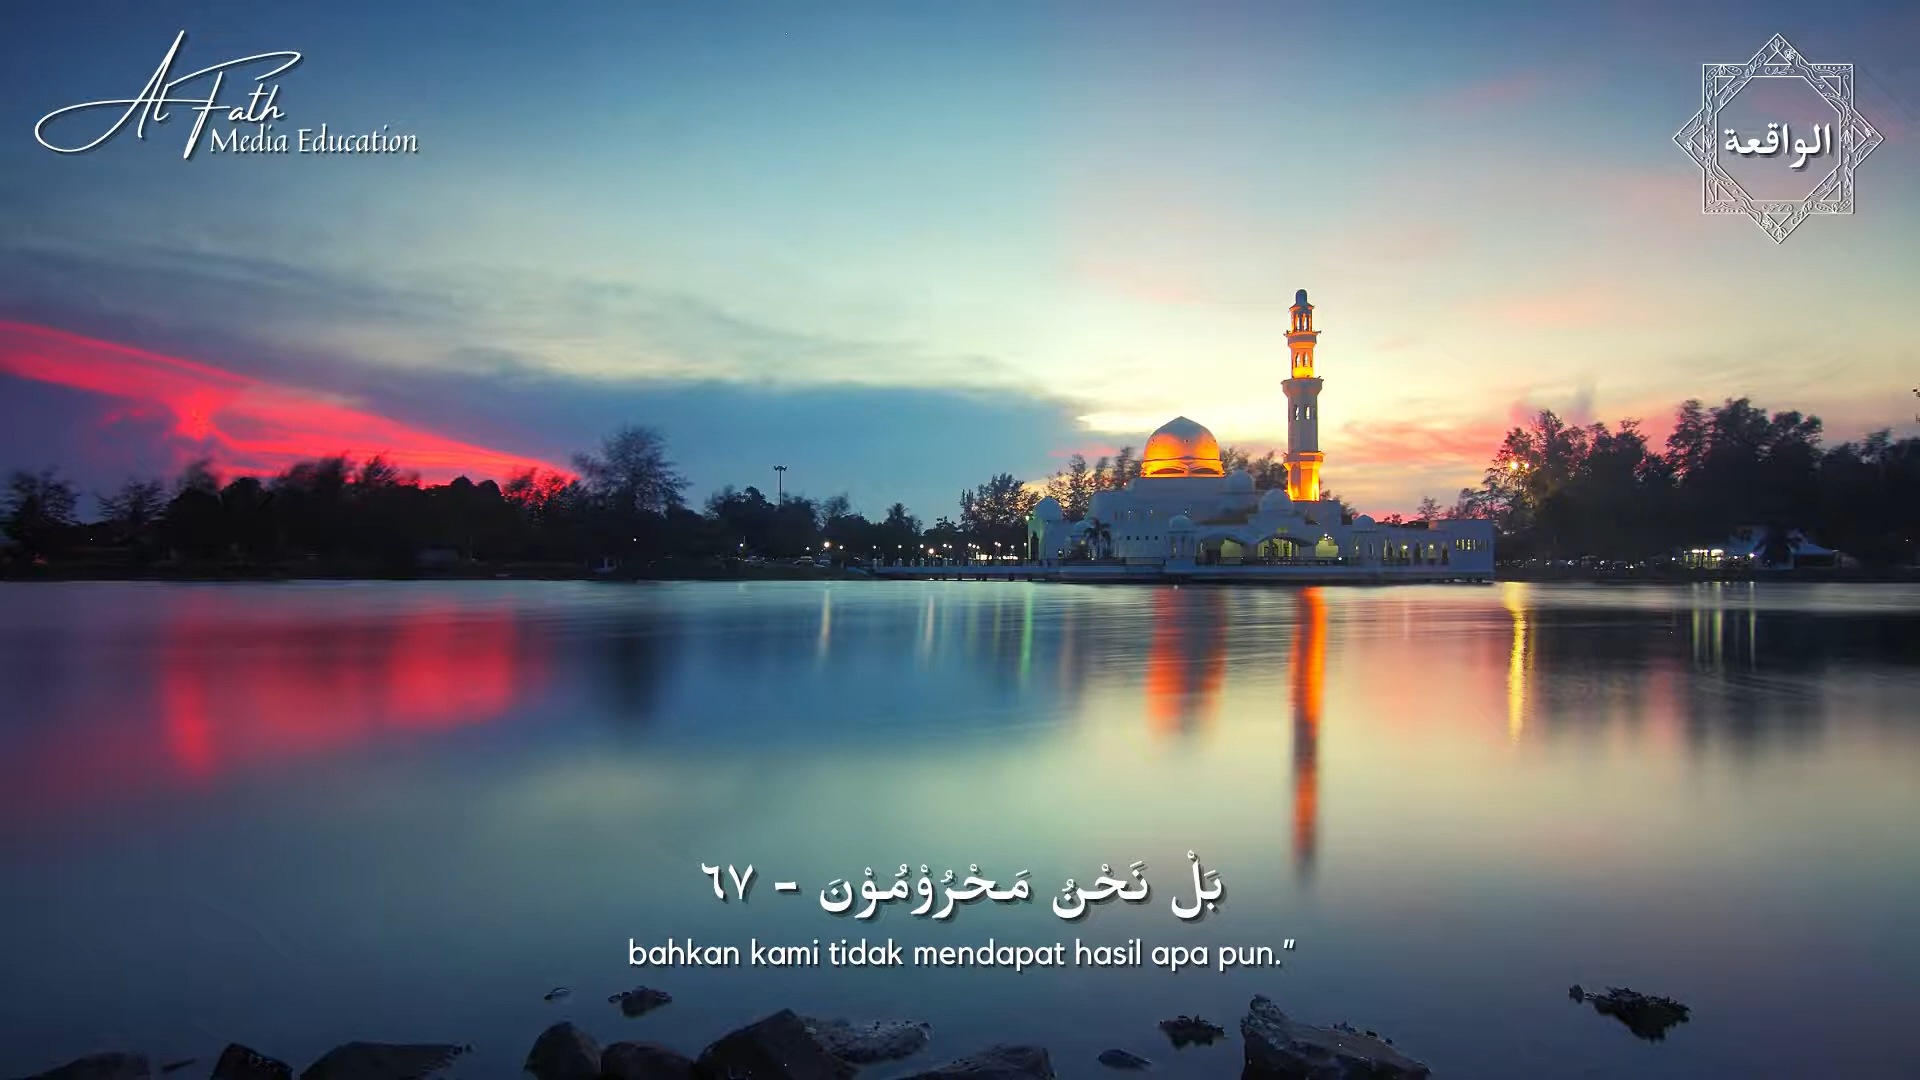 Al Fath
Media Education
الواقعة
بَلْ نَحْنُ مَحْرُوْمُوْنَ - ٦٧
bahkan kami tidak mendapat hasil apa pun.”